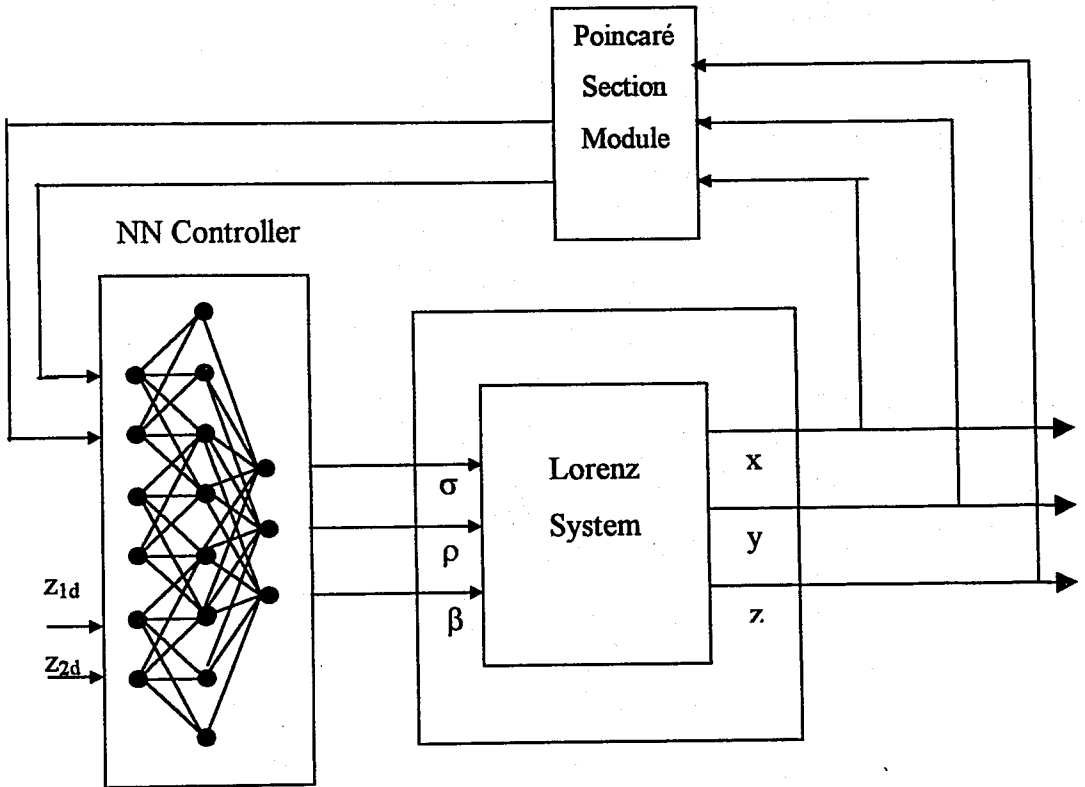 Poincaré
Section
Module
NN Controller
z1d
z2d
σ
ρ
β
Lorenz
System
x
y
z